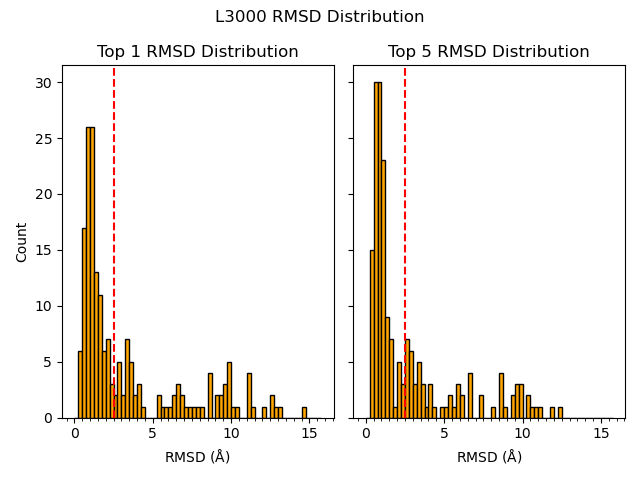 L3000 RMSD Distribution
Top 1 RMSD Distribution
Top 5 RMSD Distribution
30
25
20
15
10
5
0
Count
0 5 10 15
0 5 10 15
RMSD (Å)
RMSD (Å)